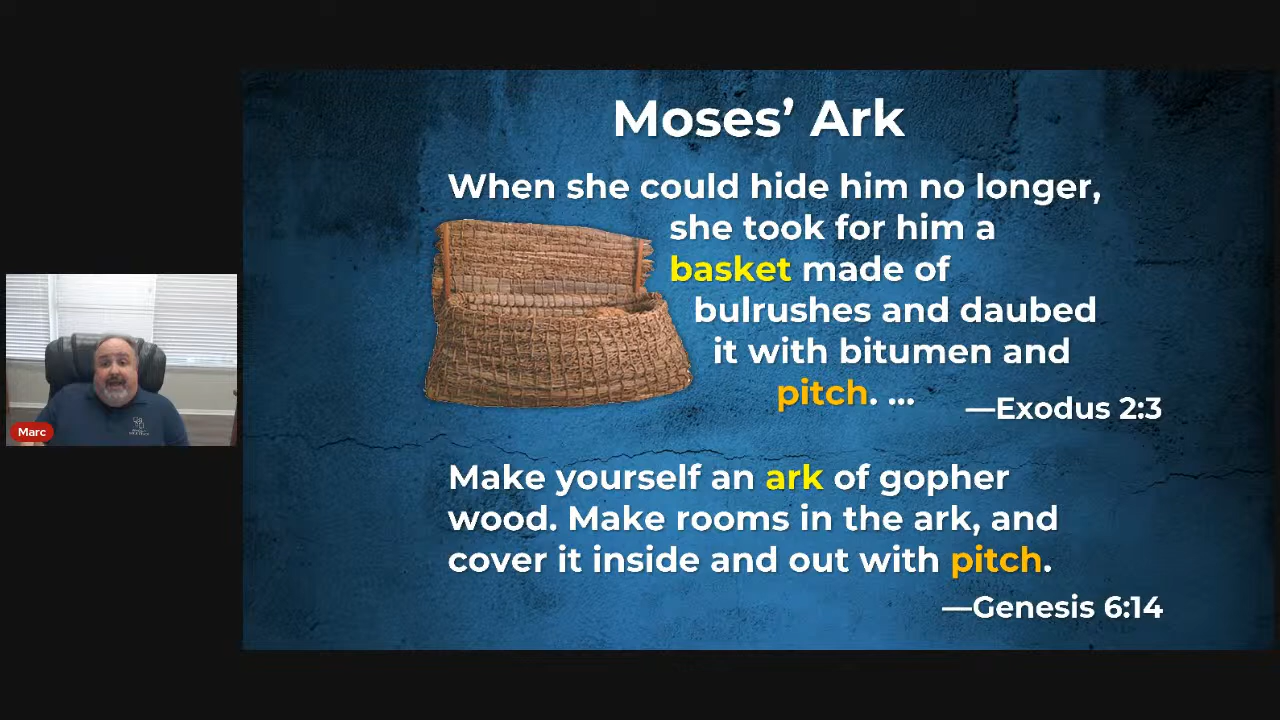 Moses’ Ark
When she could hide him no longer,
she took for him a
basket made of
bulrushes and daubed
it with bitumen and
pitch. ...
—Exodus 2:3
Make yourself an ark of gopher
wood. Make rooms in the ark, and
cover it inside and out with pitch.
—Genesis 6:14
Marc